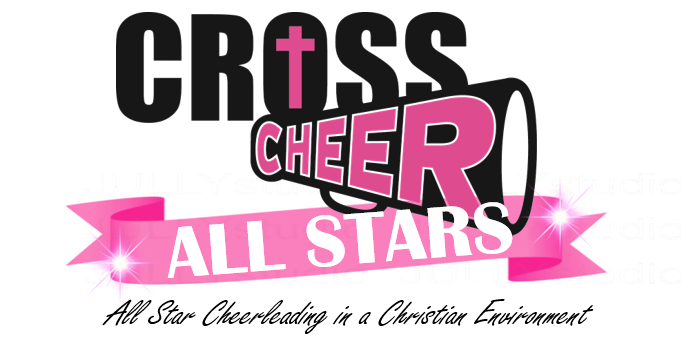 CROSS
CHEER
ALL STARS
All Star Cheerleading in a Christian Environment